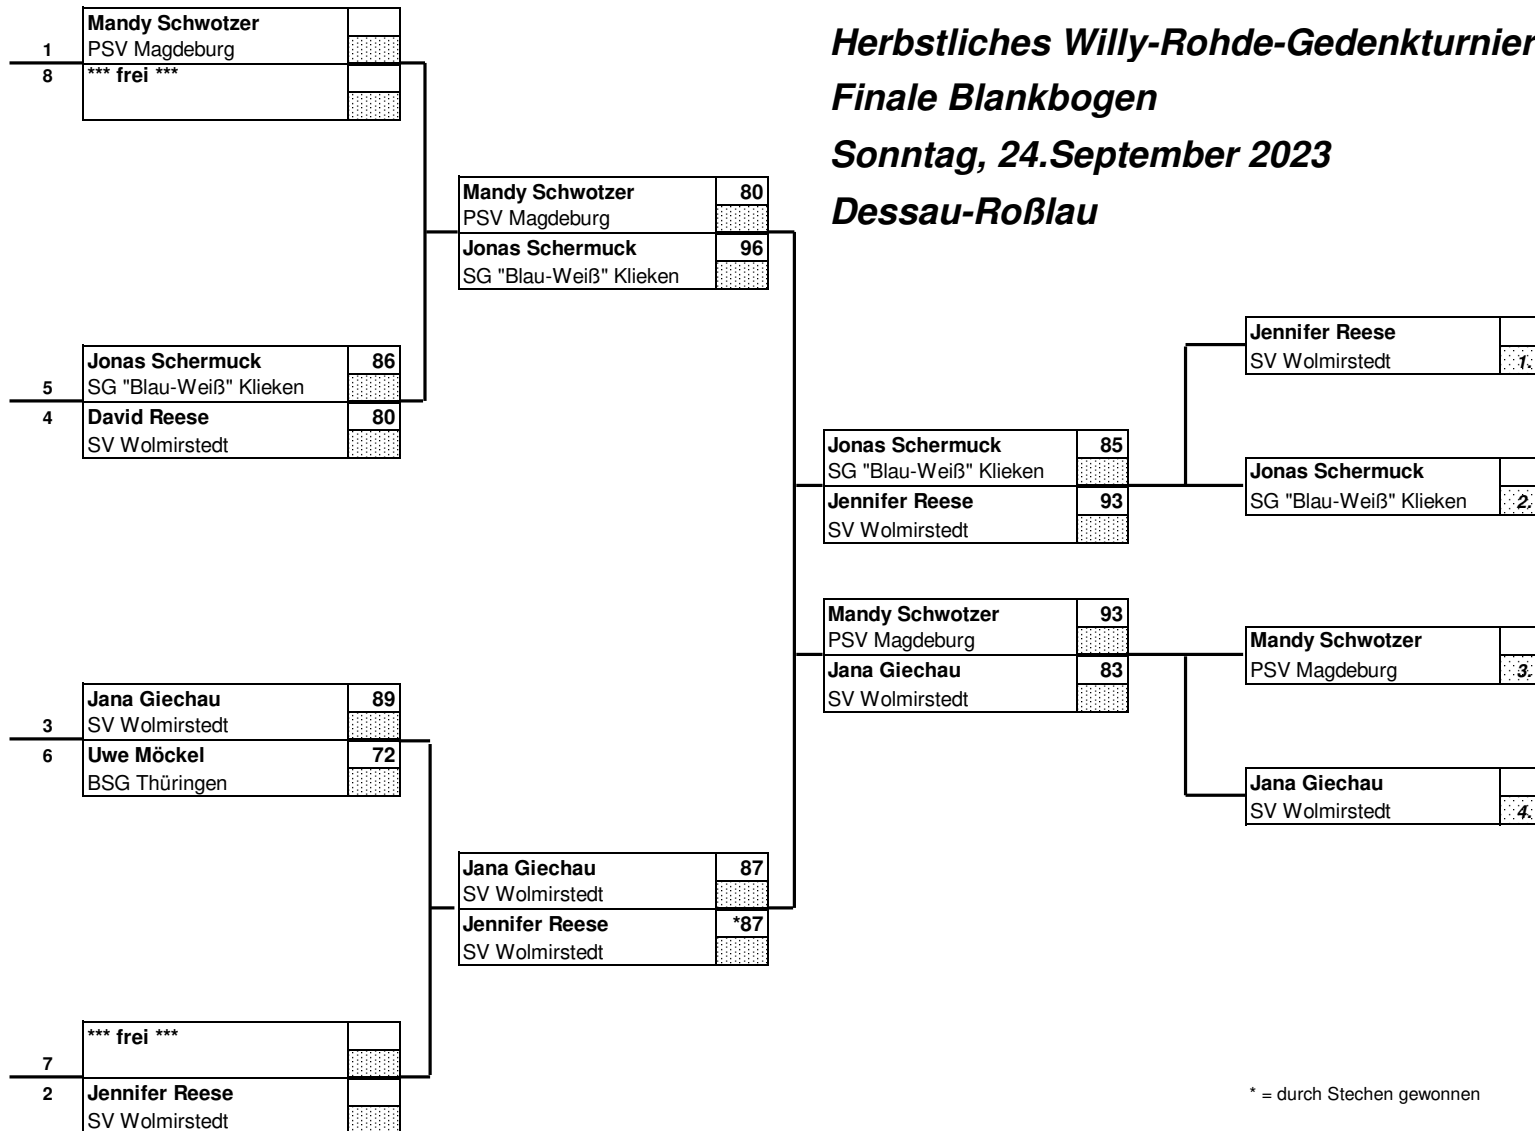 Herbstliches Willy-Rohde-Gedenkturnier
Finale Blankbogen
Sonntag, 24.September 2023
Dessau-Roßlau
Mandy Schwotzer
1 PSV Magdeburg
8 *** frei ***
Jonas Schermuck 86
5 SG "Blau-Weiß" Klieken
4 David Reese 80
SV Wolmirstedt
Jana Giechau 89
3 SV Wolmirstedt
6 Uwe Möckel 72
BSG Thüringen
*** frei ***
7
2 Jennifer Reese
SV Wolmirstedt
Mandy Schwotzer 80
PSV Magdeburg
Jonas Schermuck 96
SG "Blau-Weiß" Klieken
Jana Giechau 87
SV Wolmirstedt
Jennifer Reese *87
SV Wolmirstedt
Jonas Schermuck 85
SG "Blau-Weiß" Klieken
Jennifer Reese 93
SV Wolmirstedt
Mandy Schwotzer 93
PSV Magdeburg
Jana Giechau 83
SV Wolmirstedt
Jennifer Reese
SV Wolmirstedt 1.
Jonas Schermuck
SG "Blau-Weiß" Klieken 2.
Mandy Schwotzer
PSV Magdeburg 3.
Jana Giechau
SV Wolmirstedt 4.
* = durch Stechen gewonnen